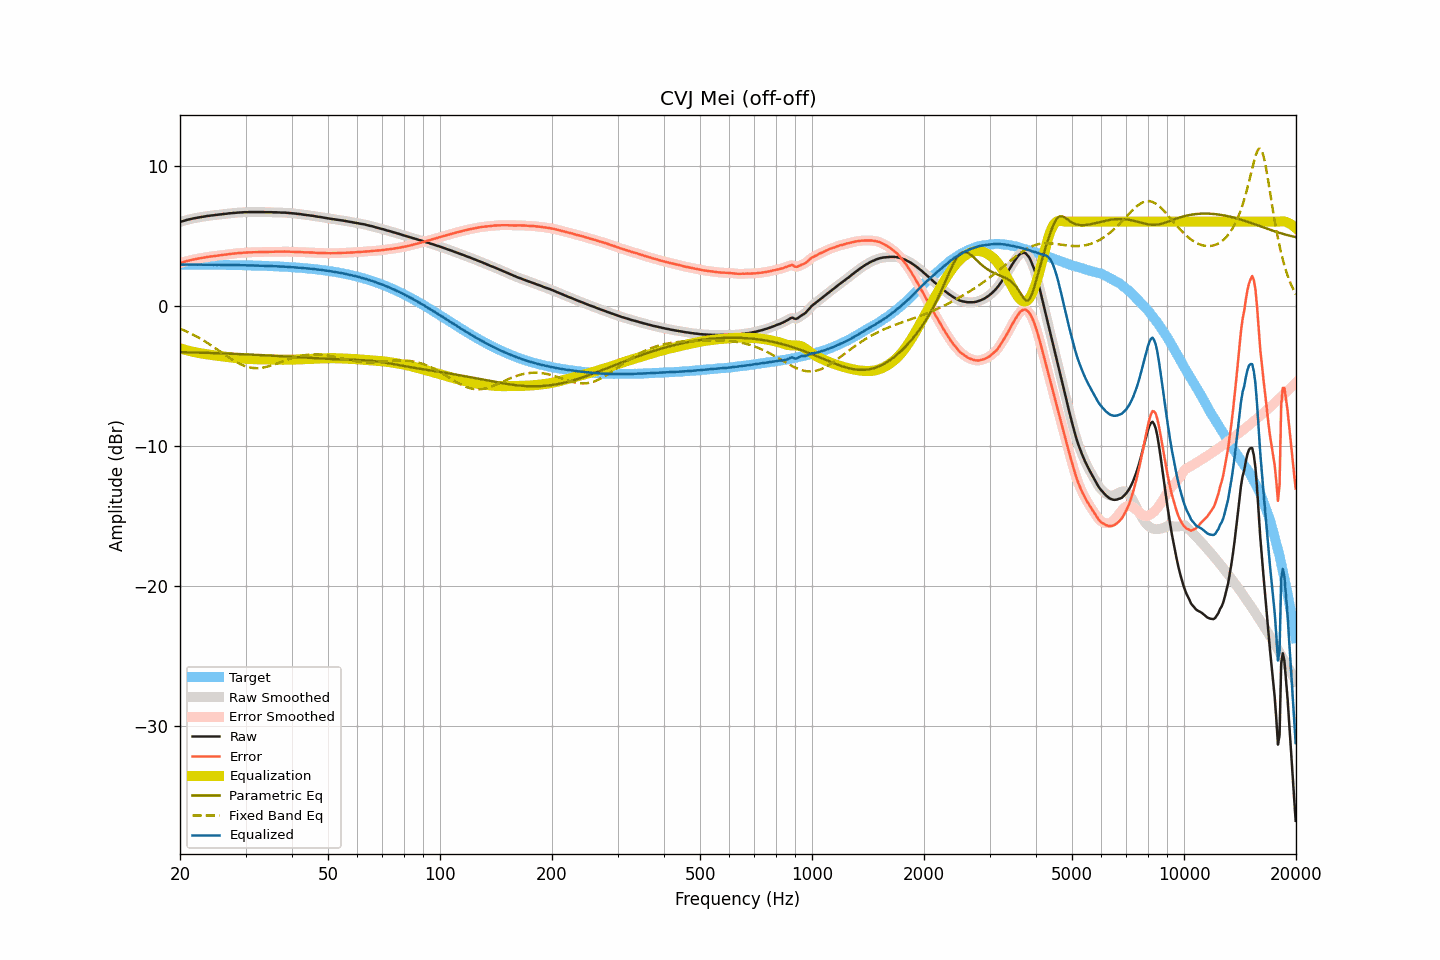 CVJ Mei (off-off)
Amplitude (dBr)
10
0
−10
−20
−30
Target
Raw Smoothed
Error Smoothed
Raw
Error
Equalization
Parametric Eq
Fixed Band Eq
Equalized
20 50 100 200 500 1000 2000 5000 10000 20000
Frequency (Hz)